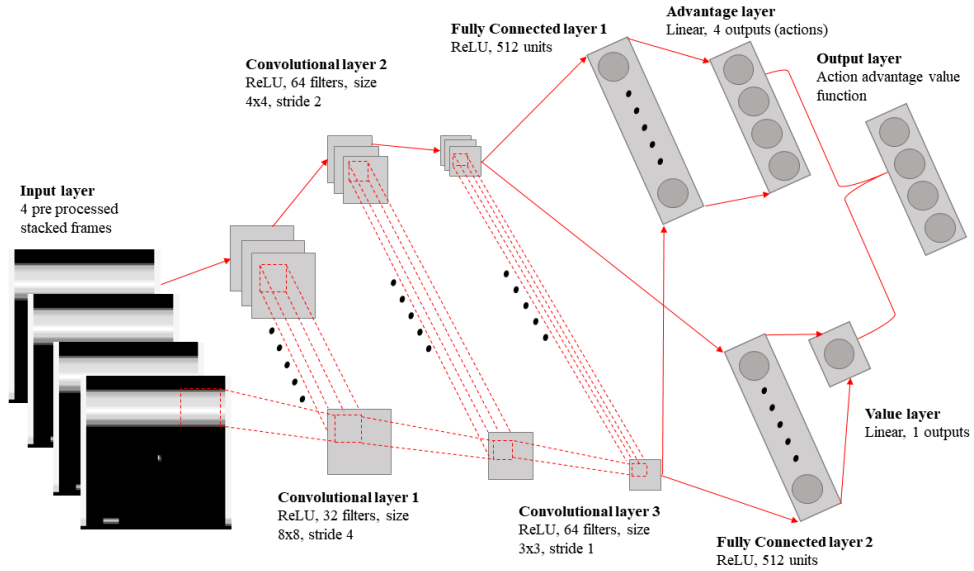 Input layer
4 pre processed
stacked frames
Convolutional layer 1
ReLU, 32 filters, size
8x8, stride 4
Convolutional layer 2
ReLU, 64 filters, size
4x4, stride 2
Convolutional layer 3
ReLU, 64 filters, size
3x3, stride 1
Fully Connected layer 1
ReLU, 512 units
Advantage layer
Linear, 4 outputs (actions)
Output layer
Action advantage value
function
Value layer
Linear, 1 outputs
Fully Connected layer 2
ReLU, 512 units